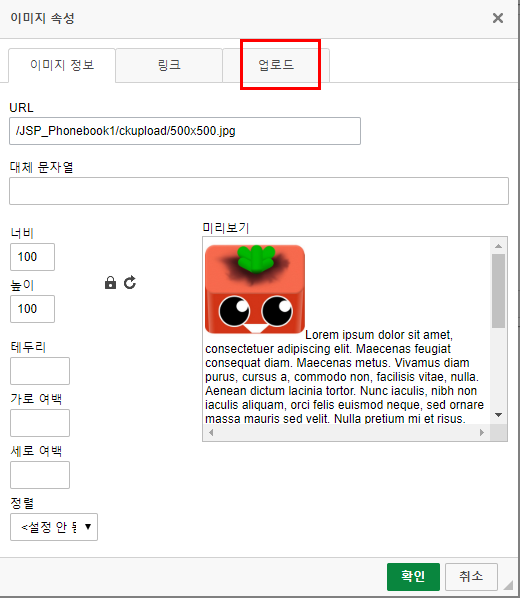 이미지 속성
이미지 정보
링크
업로드
URL
/JSP_Phonebook1/ckupload/500x500.jpg
대체 문자열
너비
100
높이
100
테두리
가로 여백
세로 여백
정렬
<설정 안 됨
미리보기
Lorem ipsum dolor sit amet,
consectetuer adipiscing elit. Maecenas feugiat
consequat diam. Maecenas metus. Vivamus diam
purus, cursus a, commodo non, facilisis vitae, nulla.
Aenean dictum lacinia tortor. Nunc iaculis, nibh non
iaculis aliquam, orci felis euismod neque, sed ornare
massa mauris sed velit. Nulla pretium mi et risus.
확인
취소